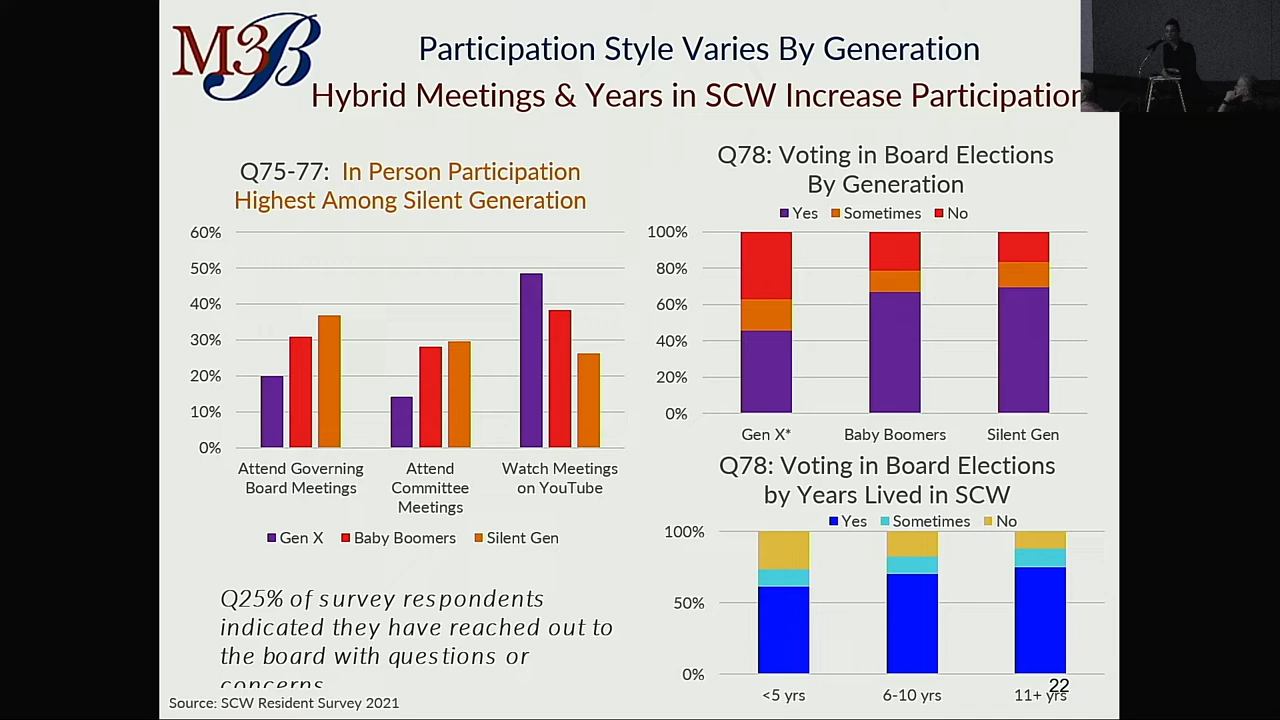 M3B
Participation Style Varies By Generation
Hybrid Meetings & Years in SCW Increase Participation
Q75-77: In Person Participation
Highest Among Silent Generation
60%
50%
40%
30%
20%
10%
0%
Attend Governing
Board Meetings
Attend
Committee
Meetings
Watch Meetings
on YouTube
Gen X Baby Boomers Silent Gen
Q25% of survey respondents
indicated they have reached out to
the board with questions or
concerns
Source: SCW Resident Survey 2021
Q78: Voting in Board Elections
By Generation
Yes Sometimes No
100%
80%
60%
40%
20%
0%
Gen X* Baby Boomers Silent Gen
Q78: Voting in Board Elections
by Years Lived in SCW
Yes Sometimes No
100%
50%
0%
<5 yrs 6-10 yrs 11+ yrs
22